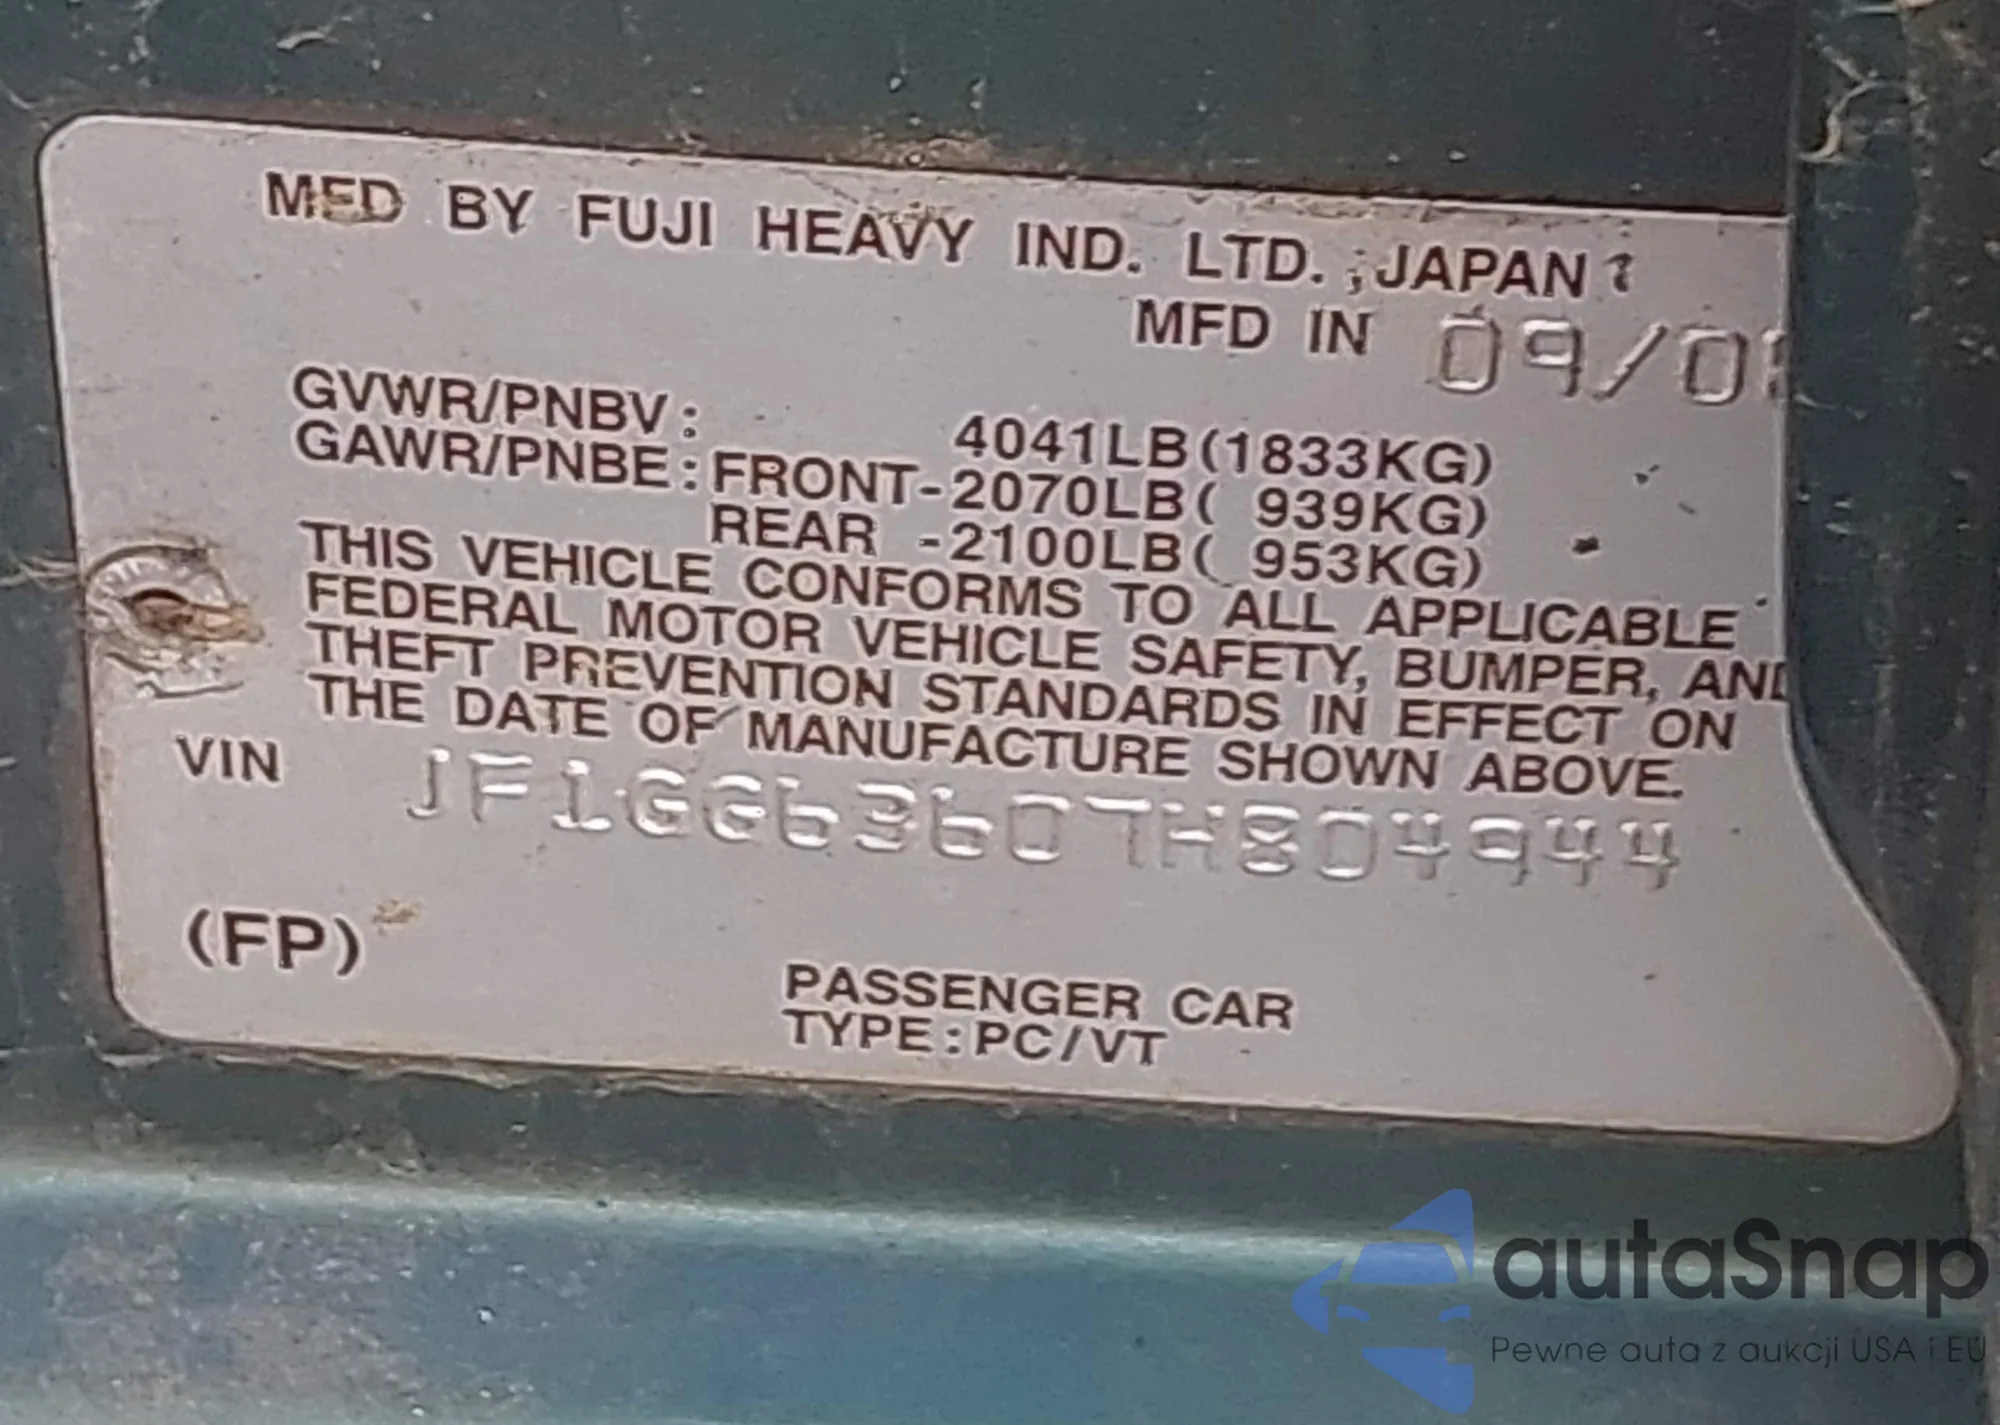 MFD BY FUJI HEAVY IND. LTD. ,JAPAN
MFD IN 09/0
GVWR/PNBV: 4041LB(1833KG)
GAWR/PNBE: FRONT-2070LB( 939KG)
REAR -2100LB( 953KG)
THIS VEHICLE CONFORMS TO ALL APPLICABLE
FEDERAL MOTOR VEHICLE SAFETY, BUMPER, AND
THEFT PREVENTION STANDARDS IN EFFECT ON
THE DATE OF MANUFACTURE SHOWN ABOVE.
VIN JF1GG63607H804944
(FP)
PASSENGER CAR
TYPE:PC/VT
autaSnap
Pewne auta z aukcji USA i EU